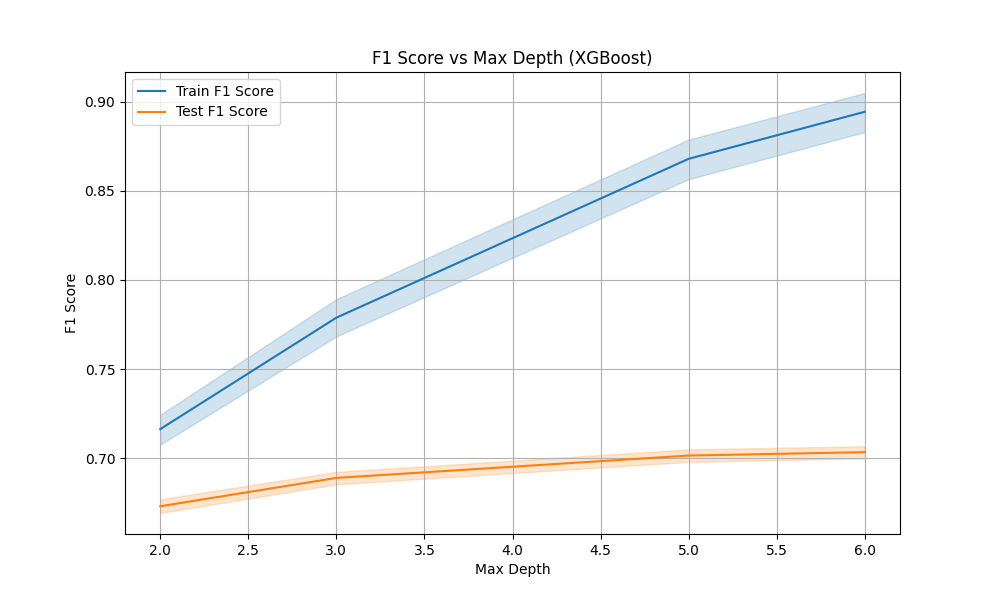 F1 Score vs Max Depth (XGBoost)
Train F1 Score
Test F1 Score
F1 Score
0.90
0.85
0.80
0.75
0.70
2.0 2.5 3.0 3.5 4.0 4.5 5.0 5.5 6.0
Max Depth